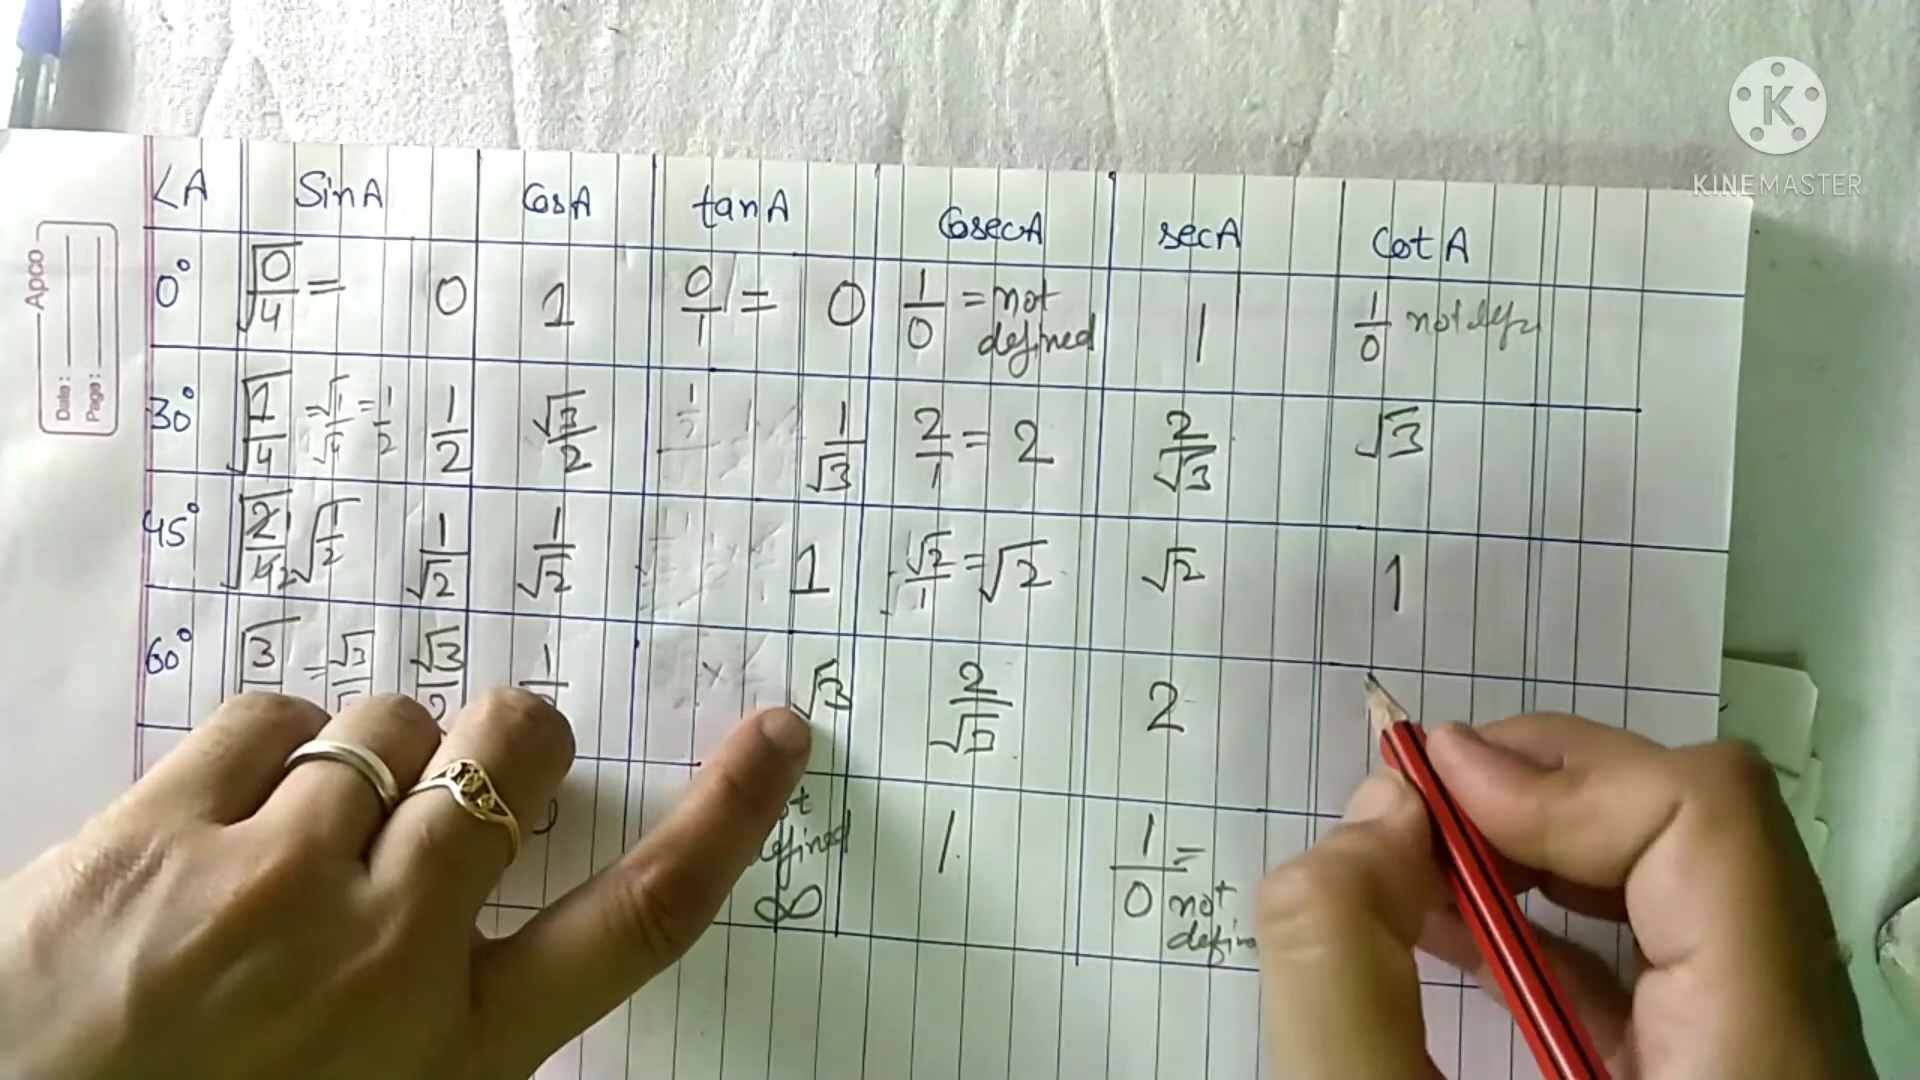 K
KINEMASTER
Apco
Date:
Page:
<A SinA CosA tanA CosecA secA Cot A
0° √0/4 = 0 1 0/1 = 0 1/0 = not defined 1 1/0
30° √1/4 =√1/√4 =1/2 1/2 √3/2 1/√3 2/1 = 2 2/√3 √3
45° √2/4 2 √1/2 1/√2 1/√2 1 √2/1 = √2 √2 1
60° 3 = √3 √3/2 1 √3 2/√3 2
1 1/0 =
defined not
∞